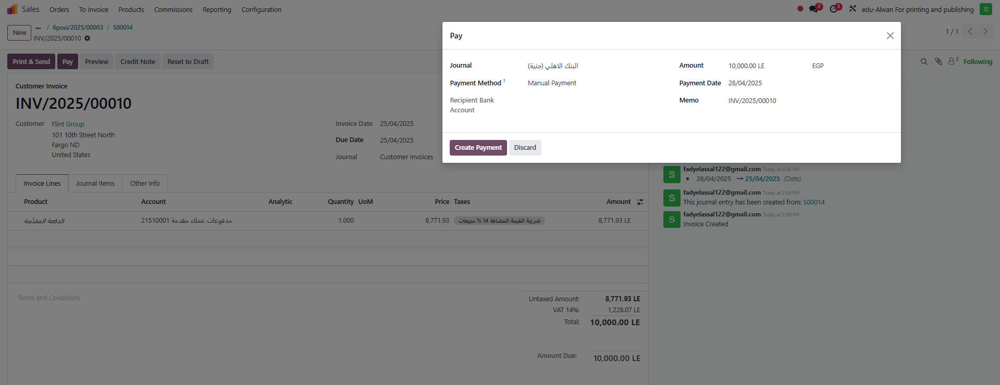 Sales Orders To Invoice Products Commissions Reporting Configuration 2 3 edu-Alwan For printing and publishing S
New ... / 6posi/2025/00003 / S00014
INV/2025/00010
1 / 1
Print & Send Pay Preview Credit Note Reset to Draft
2 Following
Pay
Journal البنك الاهلي (جنية)
Amount 10,000.00 LE EGP
Payment Method ? Manual Payment
Payment Date 28/04/2025
Recipient Bank
Account
Memo INV/2025/00010
Create Payment Discard
Customer Invoice
INV/2025/00010
Customer Flint Group
101 10th Street North
Fargo ND
United States
Invoice Date 25/04/2025
Due Date 25/04/2025
Journal Customer Invoices
Invoice Lines Journal Items Other Info
Product Account Analytic Quantity UoM Price Taxes Amount
الدفعة المقدّمة 21510001 مدفوعات عملاء مقدمة 1.000 8,771.93 ضريبة القيمة المضافة 14 % مبيعات 8,771.93 LE
Terms and Conditions
Untaxed Amount: 8,771.93 LE
VAT 14%: 1,228.07 LE
Total: 10,000.00 LE
Amount Due: 10,000.00 LE
S fadyelassal122@gmail.com Today at 2:56 PM
• 28/04/2025 → 25/04/2025 (Date)
S fadyelassal122@gmail.com Today at 2:56 PM
This journal entry has been created from: S00014
S fadyelassal122@gmail.com Today at 2:56 PM
Invoice Created